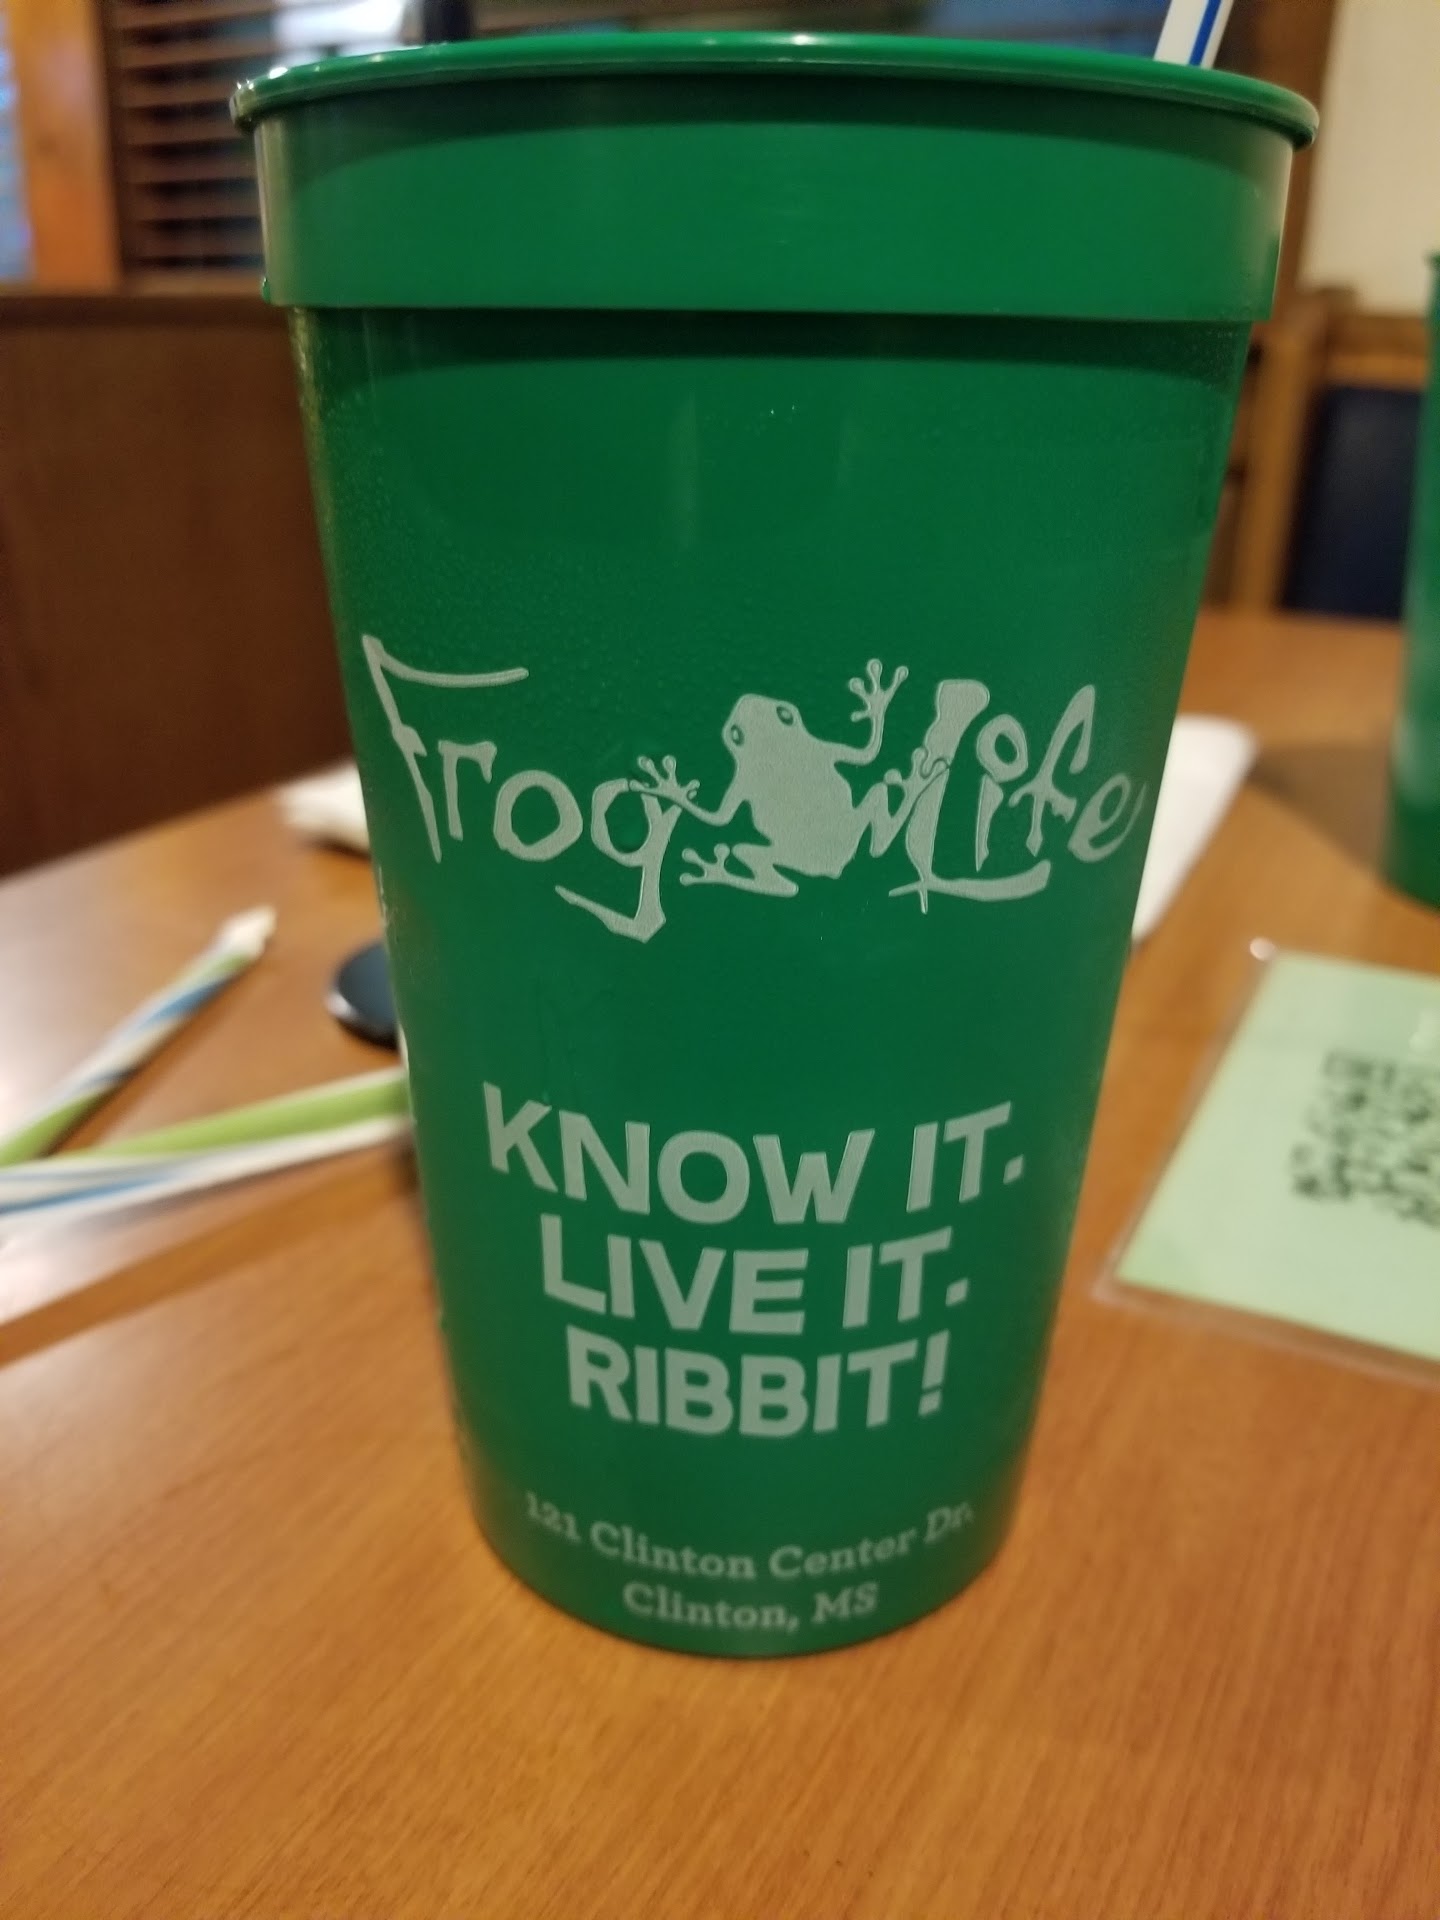 Frog Life
KNOW IT.
LIVE IT.
RIBBIT!
121 Clinton Center Dr.
Clinton, MS